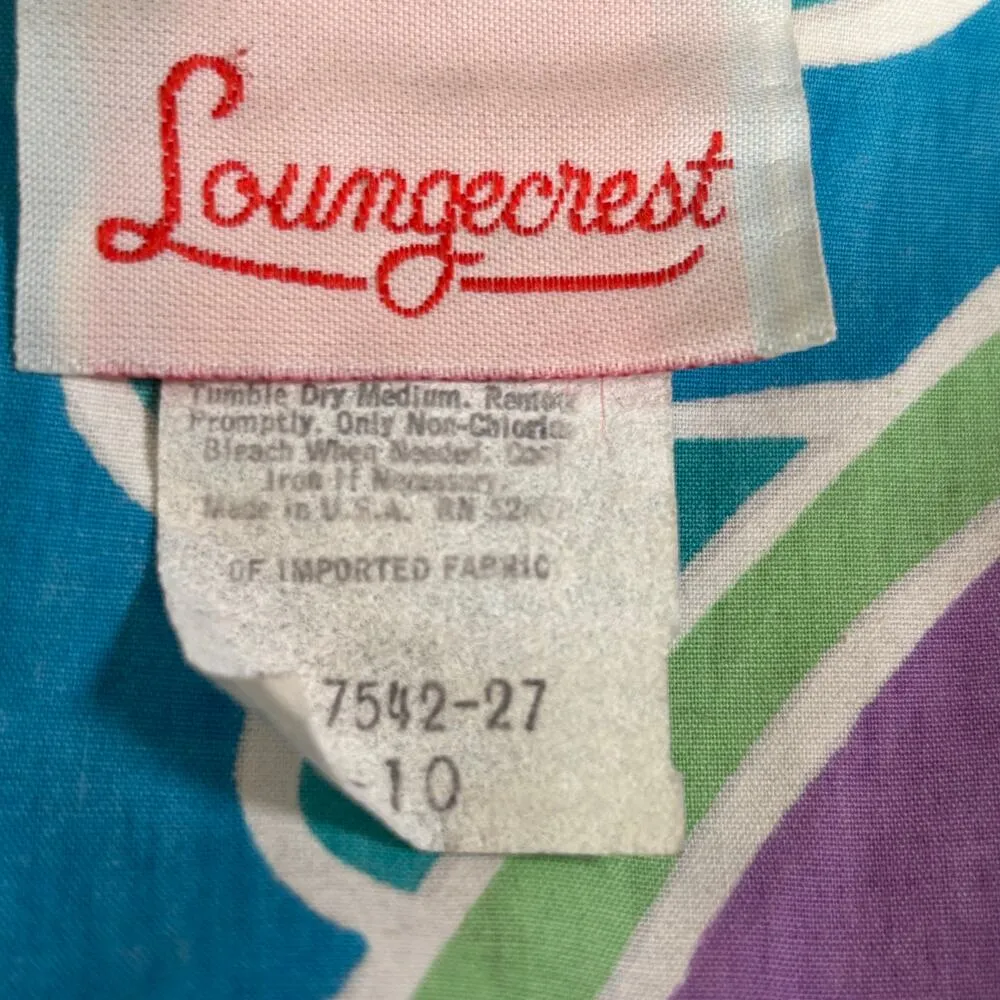 Loungecrest
Tumble Dry Medium. Remove
Promptly. Only Non-Chlorine
Bleach When Needed. Cool
Iron If Necessary.
Made in U.S.A. RN
OF IMPORTED FABRIC
7542-27
-10